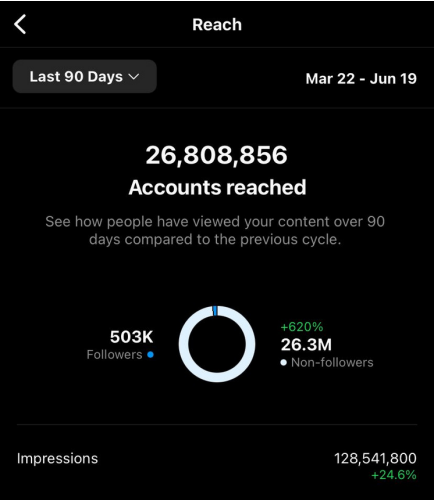 Reach
Last 90 Days
Mar 22 - Jun 19
26,808,856
Accounts reached
See how people have viewed your content over 90
days compared to the previous cycle.
503K
Followers
+620%
26.3M
Non-followers
Impressions
128,541,800
+24.6%